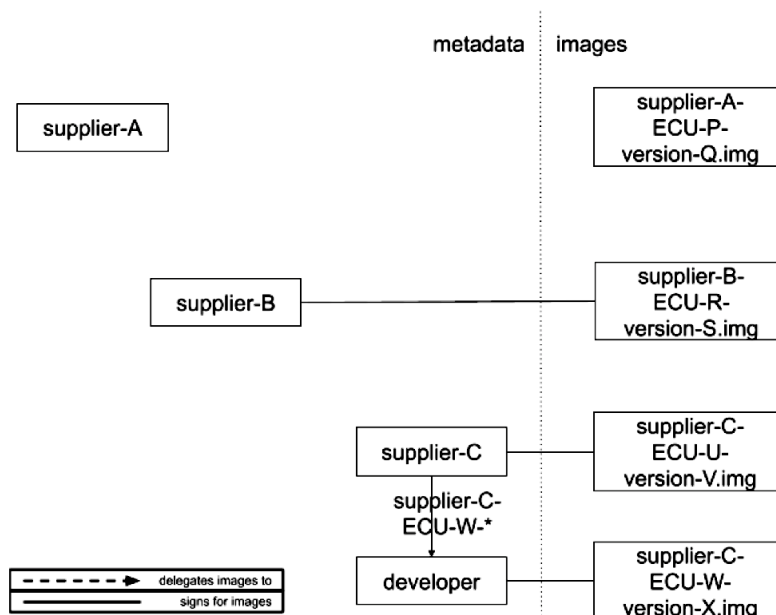 metadata
images
supplier-A
supplier-A-
ECU-P-
version-Q.img
supplier-B
supplier-B-
ECU-R-
version-S.img
supplier-C
supplier-C-
ECU-U-
version-V.img
supplier-C-
ECU-W-*
developer
supplier-C-
ECU-W-
version-X.img
delegates images to
signs for images